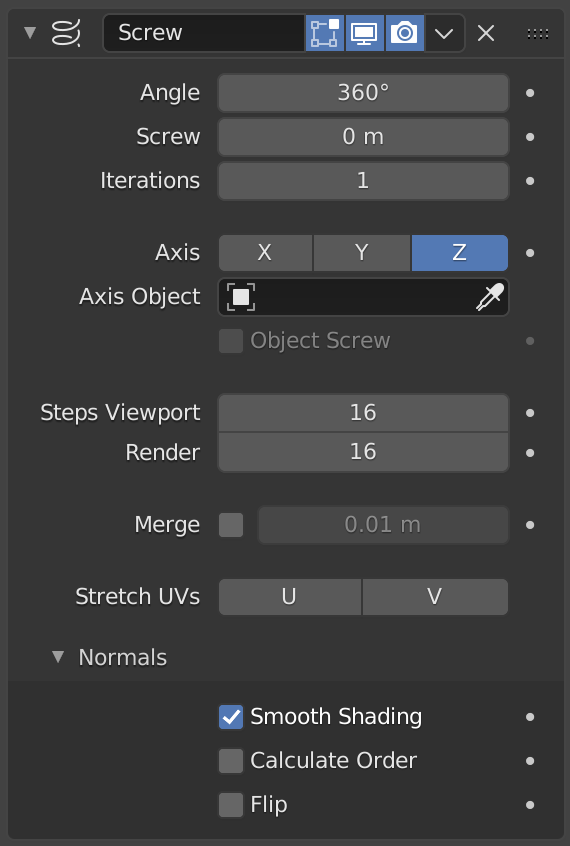 Screw
Angle 360°
Screw 0 m
Iterations 1
Axis X Y Z
Axis Object
Object Screw
Steps Viewport 16
Render 16
Merge 0.01 m
Stretch UVs U V
Normals
Smooth Shading
Calculate Order
Flip